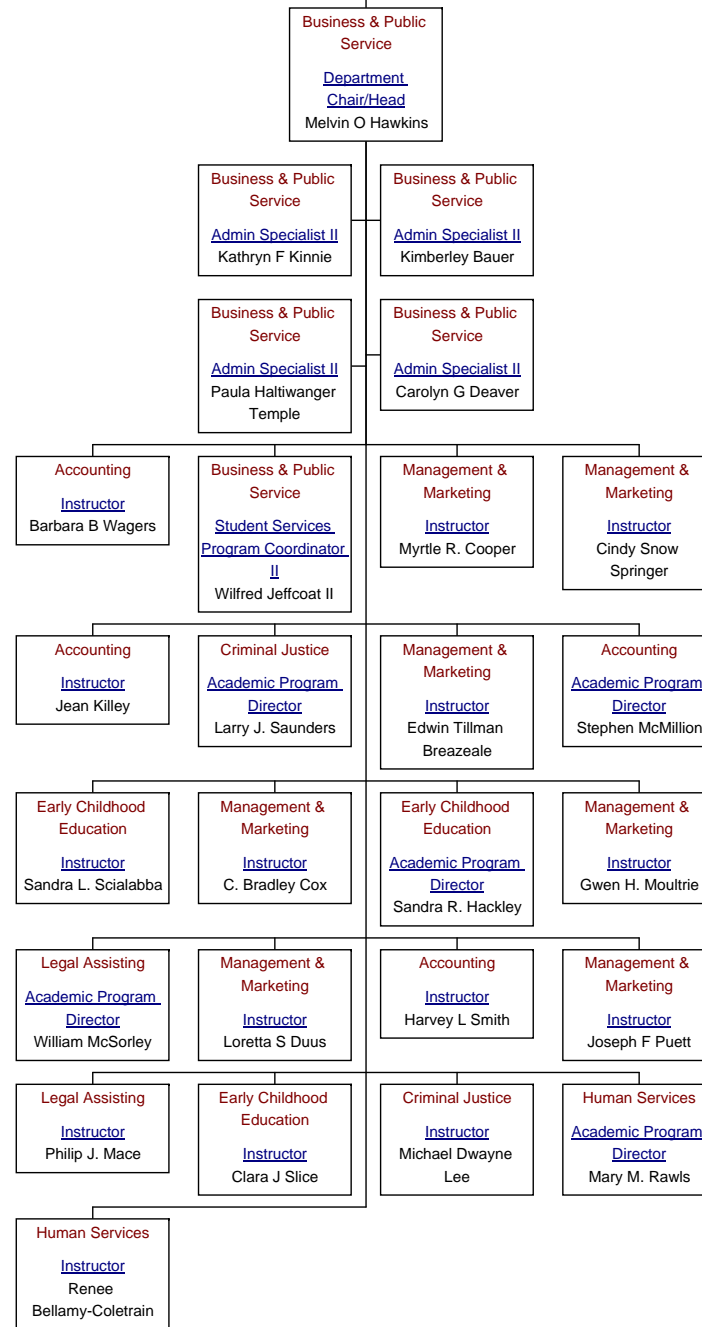 Business & Public
Service
Department
Chair/Head
Melvin O Hawkins
Business & Public
Service
Admin Specialist II
Kathryn F Kinnie
Business & Public
Service
Admin Specialist II
Kimberley Bauer
Business & Public
Service
Admin Specialist II
Paula Haltiwanger
Temple
Business & Public
Service
Admin Specialist II
Carolyn G Deaver
Accounting
Instructor
Barbara B Wagers
Business & Public
Service
Student Services
Program Coordinator
II
Wilfred Jeffcoat II
Management &
Marketing
Instructor
Myrtle R. Cooper
Management &
Marketing
Instructor
Cindy Snow
Springer
Accounting
Instructor
Jean Killey
Criminal Justice
Academic Program
Director
Larry J. Saunders
Management &
Marketing
Instructor
Edwin Tillman
Breazeale
Accounting
Academic Program
Director
Stephen McMillion
Early Childhood
Education
Instructor
Sandra L. Scialabba
Management &
Marketing
Instructor
C. Bradley Cox
Early Childhood
Education
Academic Program
Director
Sandra R. Hackley
Management &
Marketing
Instructor
Gwen H. Moultrie
Legal Assisting
Academic Program
Director
William McSorley
Management &
Marketing
Instructor
Loretta S Duus
Accounting
Instructor
Harvey L Smith
Management &
Marketing
Instructor
Joseph F Puett
Legal Assisting
Instructor
Philip J. Mace
Early Childhood
Education
Instructor
Clara J Slice
Criminal Justice
Instructor
Michael Dwayne
Lee
Human Services
Academic Program
Director
Mary M. Rawls
Human Services
Instructor
Renee
Bellamy-Coletrain